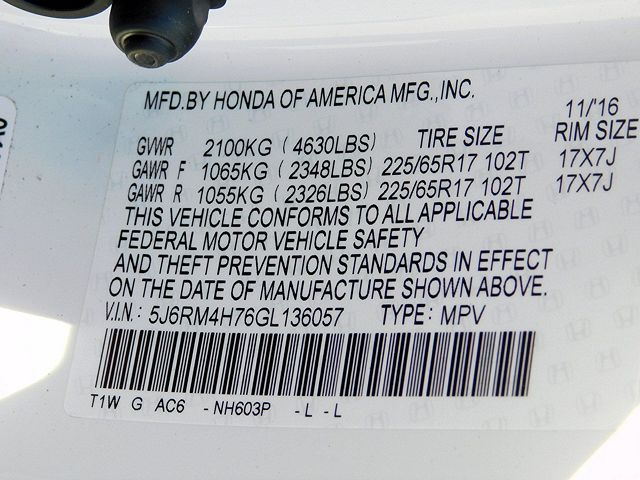 MFD.BY HONDA OF AMERICA MFG.,INC.
11/'16
GVWR 2100KG ( 4630LBS) TIRE SIZE RIM SIZE
GAWR F 1065KG ( 2348LBS) 225/65R17 102T 17X7J
GAWR R 1055KG ( 2326LBS) 225/65R17 102T 17X7J
THIS VEHICLE CONFORMS TO ALL APPLICABLE
FEDERAL MOTOR VEHICLE SAFETY
AND THEFT PREVENTION STANDARDS IN EFFECT
ON THE DATE OF MANUFACTURE SHOWN ABOVE.
V.I.N.: 5J6RM4H76GL136057 TYPE: MPV
T1W G AC6 - NH603P - L - L